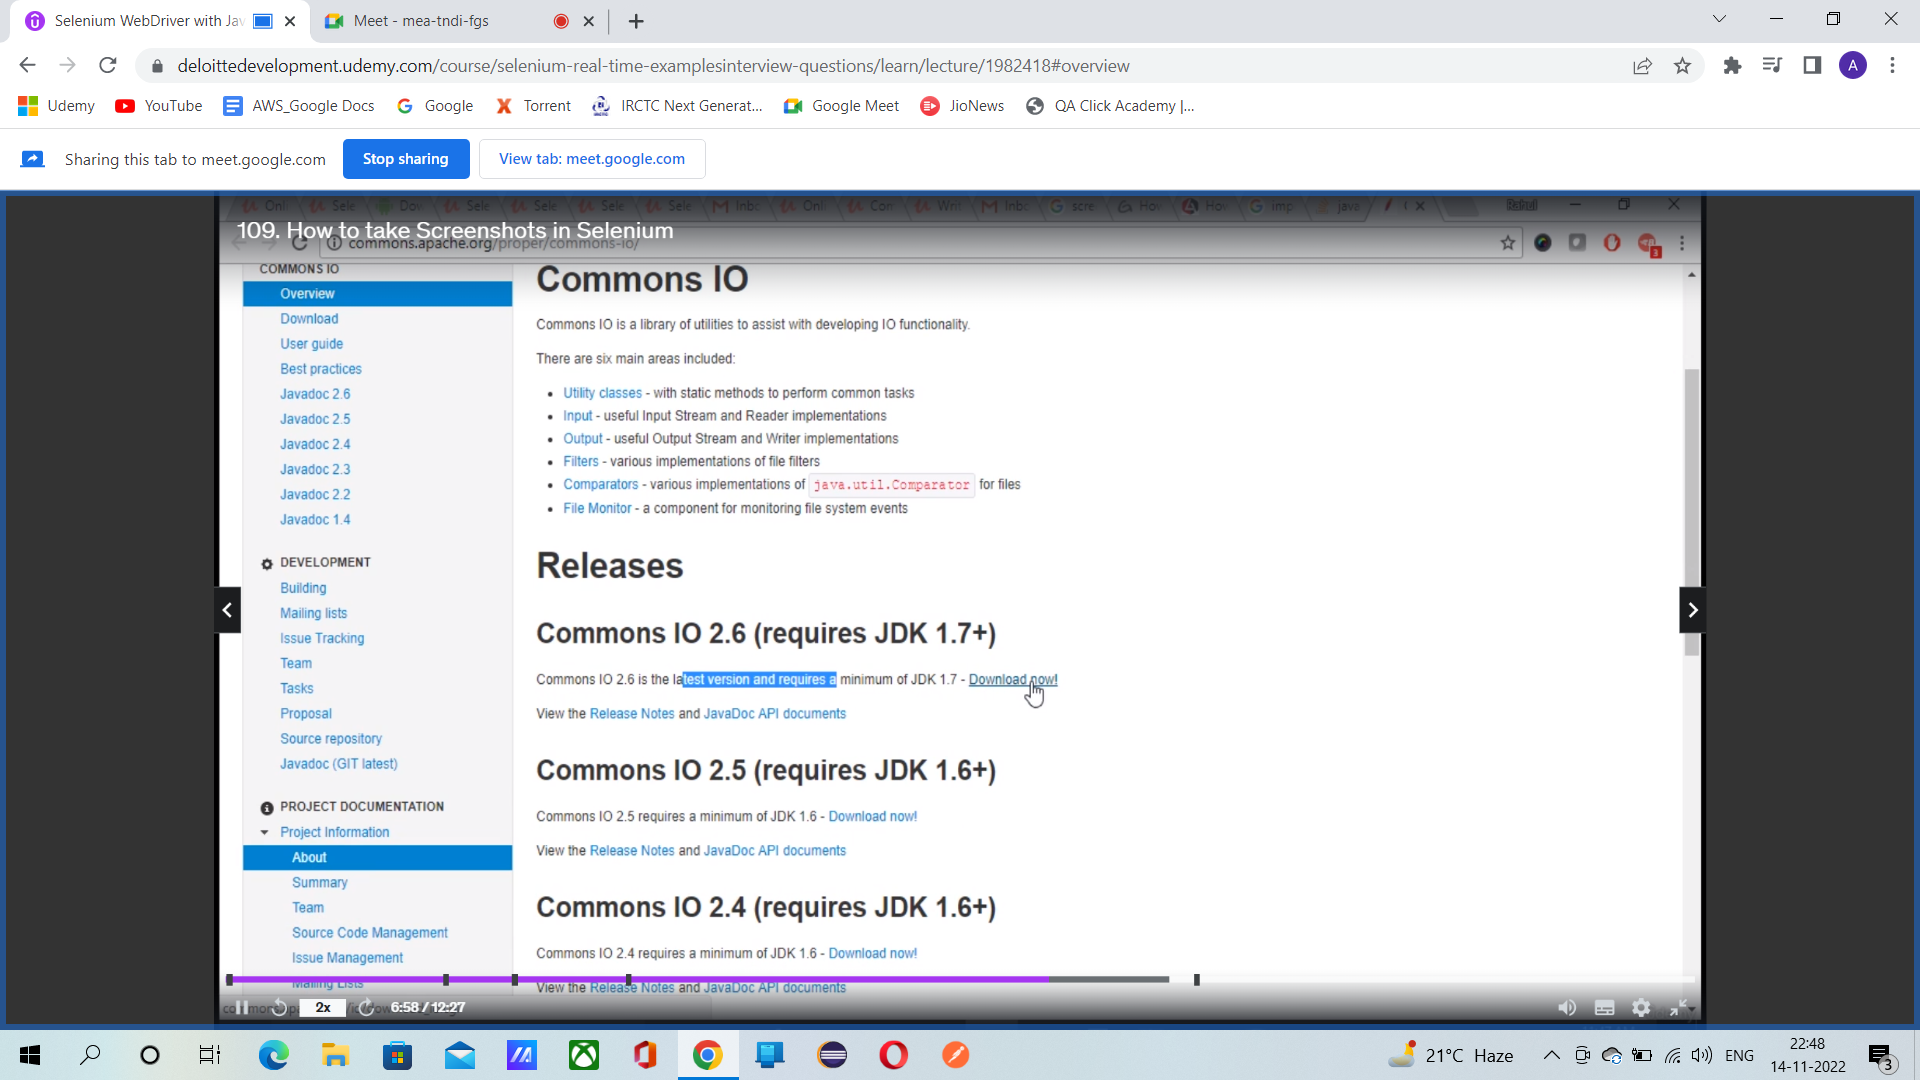 Selenium WebDriver with Jav
Meet - mea-tndi-fgs
deloittedevelopment.udemy.com/course/selenium-real-time-examplesinterview-questions/learn/lecture/1982418#overview
A
Udemy YouTube AWS_Google Docs Google Torrent IRCTC Next Generat... Google Meet JioNews QA Click Academy |...
Sharing this tab to meet.google.com Stop sharing View tab: meet.google.com
109. How to take Screenshots in Selenium
commons.apache.org/proper/commons-io/
3
COMMONS IO
Overview
Download
User guide
Best practices
Javadoc 2.6
Javadoc 2.5
Javadoc 2.4
Javadoc 2.3
Javadoc 2.2
Javadoc 1.4
DEVELOPMENT
Building
Mailing lists
Issue Tracking
Team
Tasks
Proposal
Source repository
Javadoc (GIT latest)
PROJECT DOCUMENTATION
Project Information
About
Summary
Team
Source Code Management
Issue Management
Mailing Lists
Commons IO
Commons IO is a library of utilities to assist with developing IO functionality.
There are six main areas included:
Utility classes - with static methods to perform common tasks
Input - useful Input Stream and Reader implementations
Output - useful Output Stream and Writer implementations
Filters - various implementations of file filters
Comparators - various implementations of java.util.Comparator for files
File Monitor - a component for monitoring file system events
Releases
Commons IO 2.6 (requires JDK 1.7+)
Commons IO 2.6 is the latest version and requires a minimum of JDK 1.7 - Download now!
View the Release Notes and JavaDoc API documents
Commons IO 2.5 (requires JDK 1.6+)
Commons IO 2.5 requires a minimum of JDK 1.6 - Download now!
View the Release Notes and JavaDoc API documents
Commons IO 2.4 (requires JDK 1.6+)
Commons IO 2.4 requires a minimum of JDK 1.6 - Download now!
View the Release Notes and JavaDoc API documents
2x 6:58 / 12:27
21°C Haze ENG
22:48
14-11-2022
3